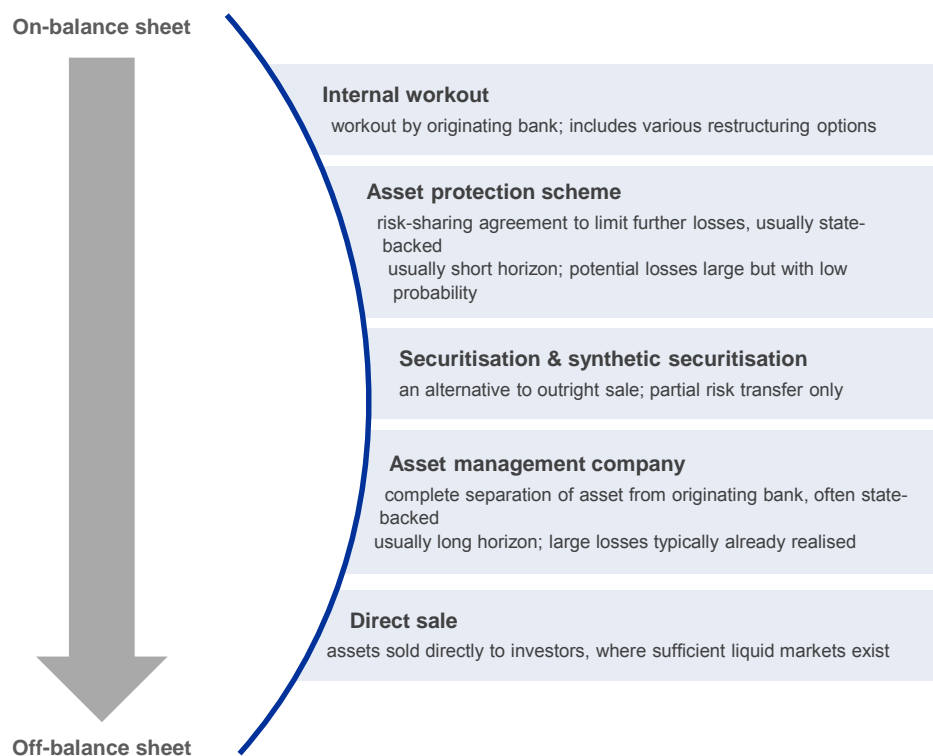 On-balance sheet
Internal workout
workout by originating bank; includes various restructuring options
Asset protection scheme
risk-sharing agreement to limit further losses, usually state-
backed
usually short horizon; potential losses large but with low
probability
Securitisation & synthetic securitisation
an alternative to outright sale; partial risk transfer only
Asset management company
complete separation of asset from originating bank, often state-
backed
usually long horizon; large losses typically already realised
Direct sale
assets sold directly to investors, where sufficient liquid markets exist
Off-balance sheet